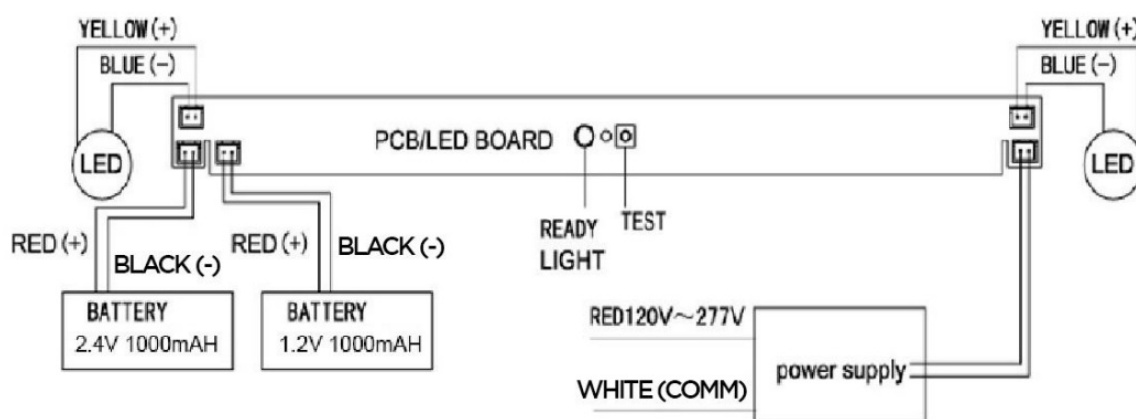 YELLOW (+)
BLUE (-)
LED
PCB/LED BOARD
READY
LIGHT
TEST
YELLOW (+)
BLUE (-)
LED
RED (+)
BLACK (-)
RED (+)
BLACK (-)
BATTERY
2.4V 1000mAH
BATTERY
1.2V 1000mAH
RED120V～277V
WHITE (COMM)
power supply